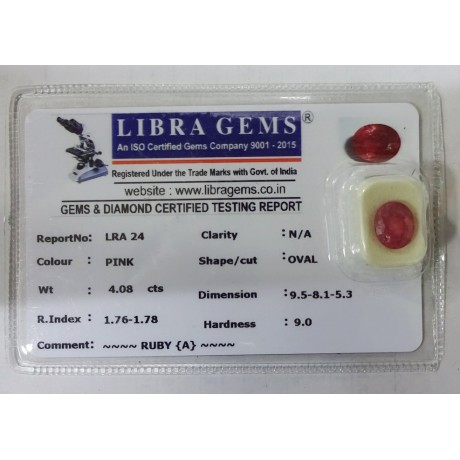 LIBRA GEMS ®
An ISO Certified Gems Company 9001 - 2015
Registered Under the Trade Marks with Govt. of India
website : www.libragems.co.in
GEMS & DIAMOND CERTIFIED TESTING REPORT
ReportNo: LRA 24 Clarity : N/A
Colour : PINK Shape/cut : OVAL
Wt : 4.08 cts Dimension : 9.5-8.1-5.3
R.Index : 1.76-1.78 Hardness : 9.0
Comment: ~~~~ RUBY {A} ~~~~